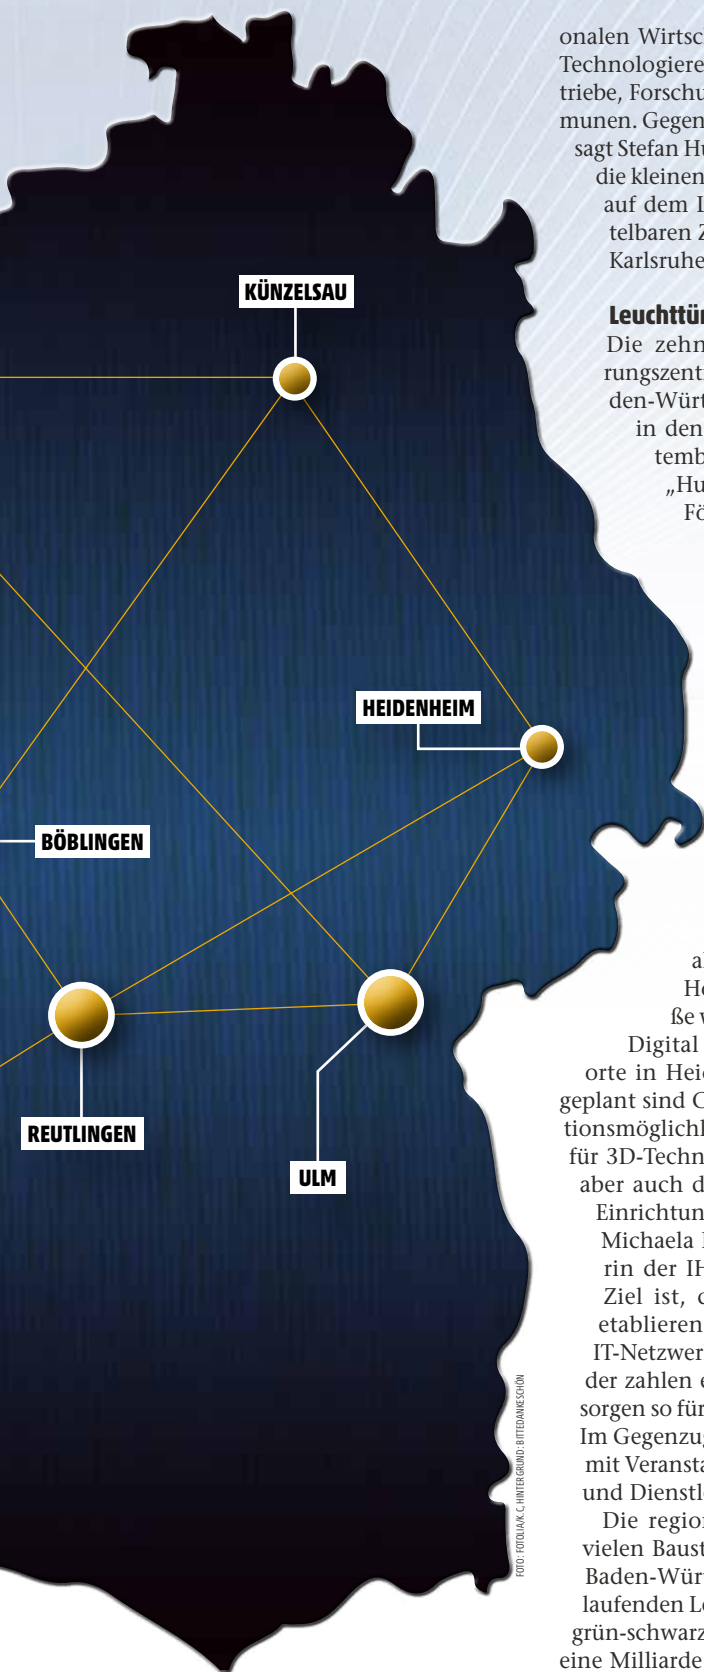 KÜNZELSAU
HEIDENHEIM
BÖBLINGEN
REUTLINGEN
ULM
FOTO: FOTOLIA/K.C, HINTERGRUND: BITTEDANKESCHÖN
onalen Wirtsch
Technologiere
triebe, Forschu
munen. Gegen
sagt Stefan Hu
die kleinen
auf dem
telbaren
Karlsruhe
Leuchttür
Die zehn
rungszentr
den-Würt
in den
temb
„Hu
Fö
al
He
ße w
Digital
orte in Heid
geplant sind C
tionsmöglichk
für 3D-Techn
aber auch d
Einrichtun
Michaela
rin der IH
Ziel ist, d
etablieren
IT-Netzwer
der zahlen e
sorgen so für
Im Gegenzug
mit Veransta
und Dienstle
Die region
vielen Baust
Baden-Würt
laufenden Le
grün-schwarz
eine Milliarde